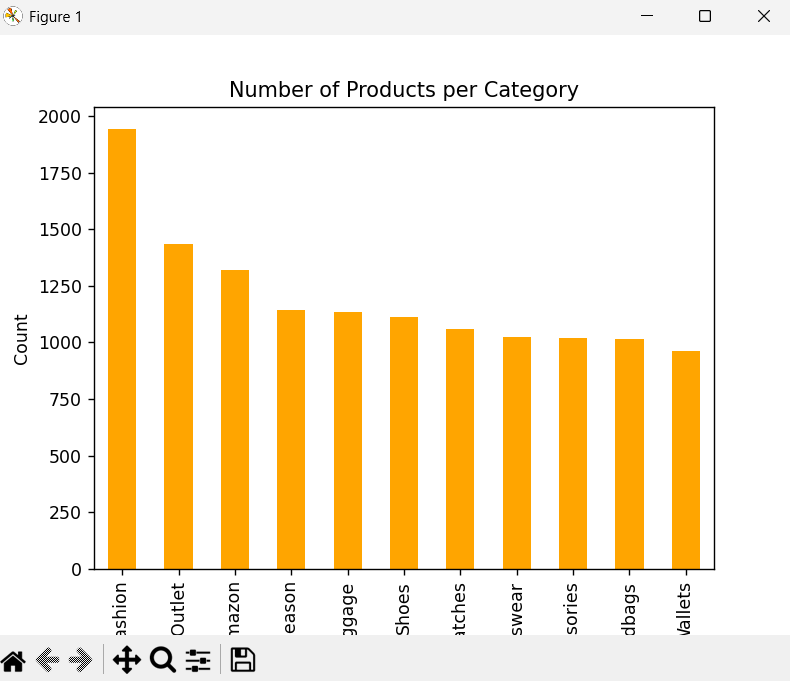 Figure 1
Number of Products per Category
2000
1750
1500
1250
1000
750
500
250
0
Count
ashion
Outlet
mazon
eason
ggage
Shoes
atches
swear
sories
dbags
Wallets